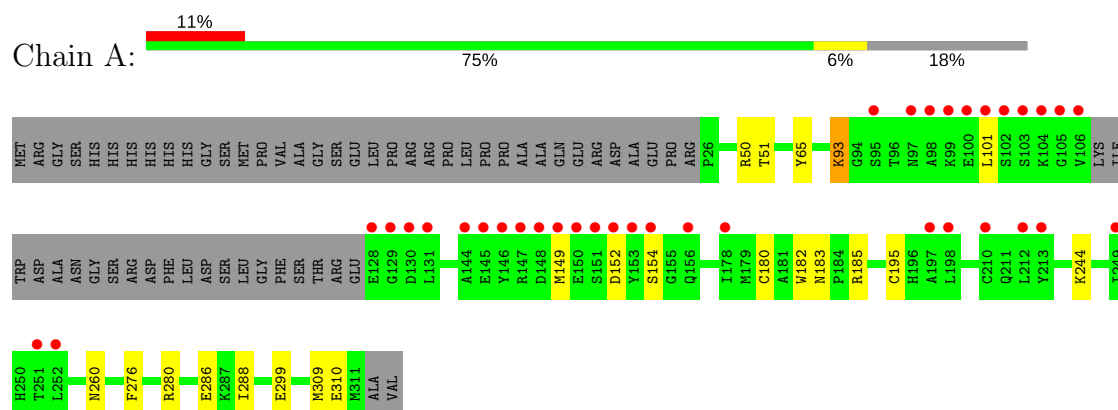 11%
Chain A:
75% 6% 18%
MET ARG GLY SER HIS HIS HIS HIS HIS HIS GLY SER MET PRO VAL ALA GLY SER GLU LEU PRO ARG ARG PRO LEU PRO PRO ALA ALA GLN GLU ARG ASP ALA GLU PRO ARG P26 R50 T51 Y65 K93 G94 S95 T96 N97 A98 K99 E100 L101 S102 S103 K104 G105 V106 LYS ILE
TRP ASP ALA ASN GLY SER ARG ASP PHE LEU ASP SER LEU GLY PHE SER THR ARG GLU E128 G129 D130 L131 A144 E145 Y146 R147 D148 M149 E150 S151 D152 Y153 S154 G155 Q156 I178 M179 C180 A181 W182 N183 P184 R185 C195 H196 A197 L198 C210 Q211 L212 Y213 K244 I249
H250 T251 L252 N260 F276 R280 E286 K287 I288 E299 M309 E310 M311 ALA VAL